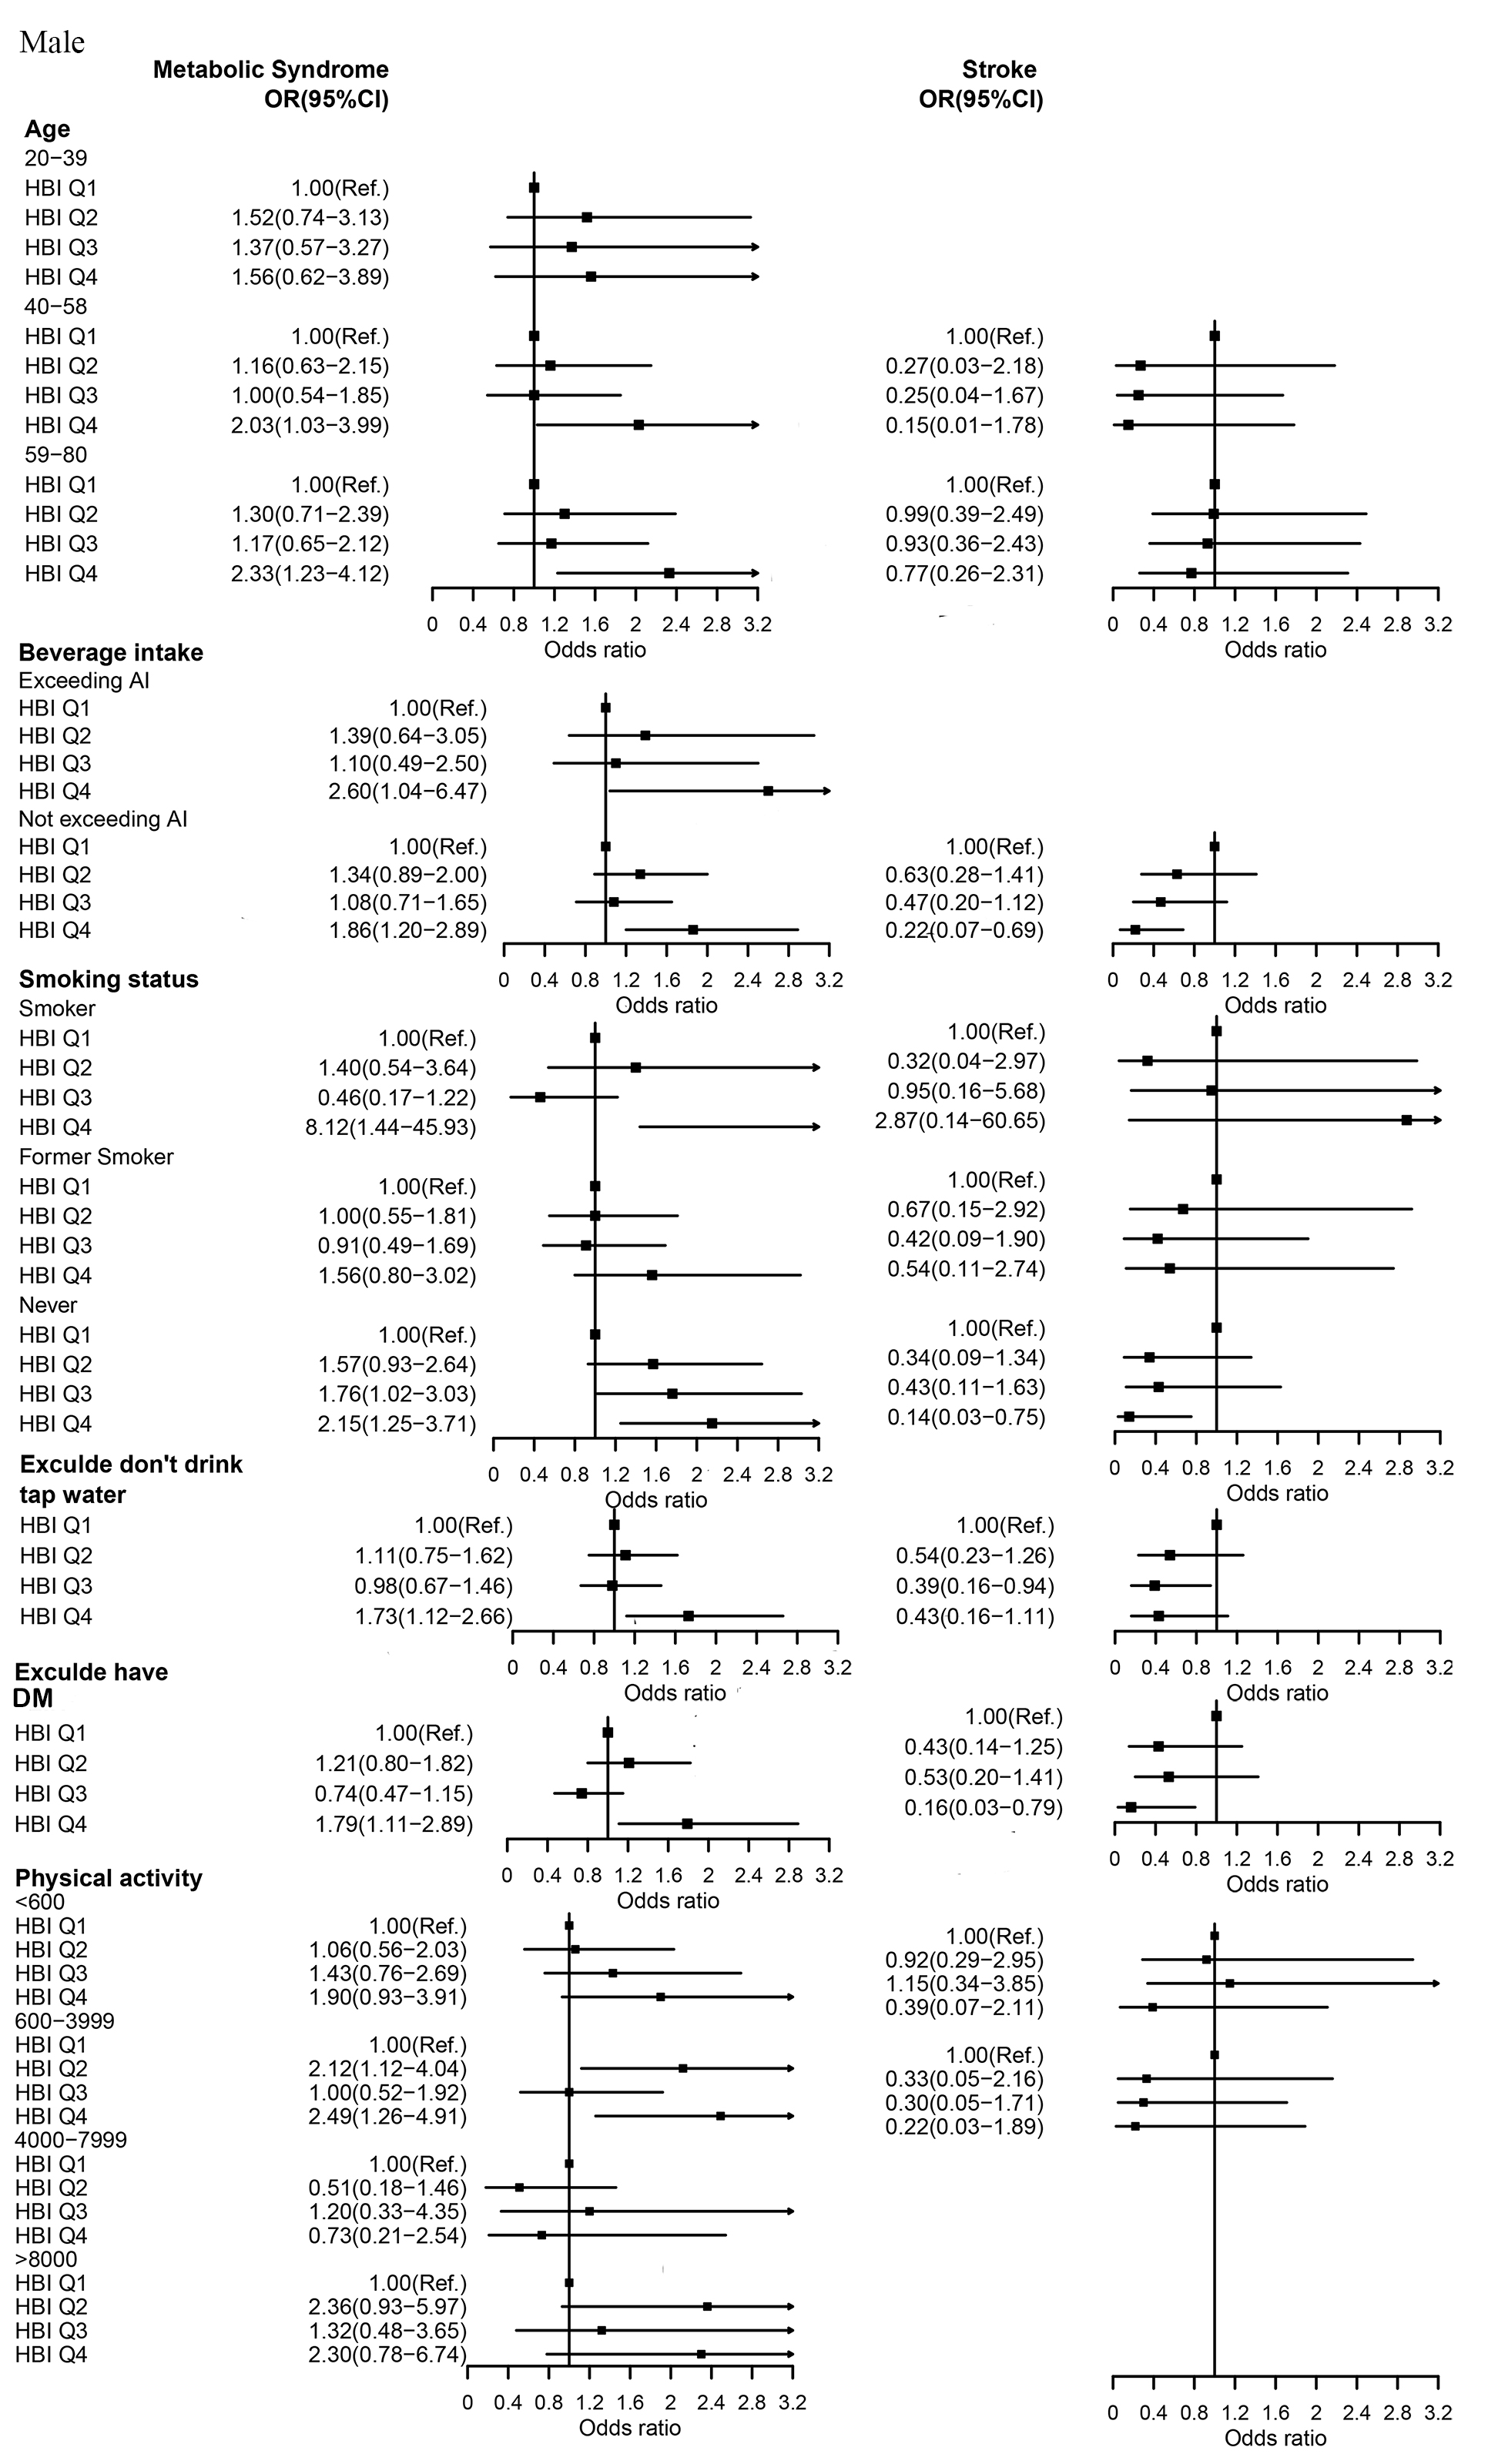 Male
Metabolic Syndrome Stroke
OR(95%CI) OR(95%CI)
Age
20−39
HBI Q1 1.00(Ref.)
HBI Q2 1.52(0.74−3.13)
HBI Q3 1.37(0.57−3.27)
HBI Q4 1.56(0.62−3.89)
40−58
HBI Q1 1.00(Ref.) 1.00(Ref.)
HBI Q2 1.16(0.63−2.15) 0.27(0.03−2.18)
HBI Q3 1.00(0.54−1.85) 0.25(0.04−1.67)
HBI Q4 2.03(1.03−3.99) 0.15(0.01−1.78)
59−80
HBI Q1 1.00(Ref.) 1.00(Ref.)
HBI Q2 1.30(0.71−2.39) 0.99(0.39−2.49)
HBI Q3 1.17(0.65−2.12) 0.93(0.36−2.43)
HBI Q4 2.33(1.23−4.12) 0.77(0.26−2.31)
0 0.4 0.8 1.2 1.6 2 2.4 2.8 3.2 0 0.4 0.8 1.2 1.6 2 2.4 2.8 3.2
Odds ratio Odds ratio
Beverage intake
Exceeding AI
HBI Q1 1.00(Ref.)
HBI Q2 1.39(0.64−3.05)
HBI Q3 1.10(0.49−2.50)
HBI Q4 2.60(1.04−6.47)
Not exceeding AI
HBI Q1 1.00(Ref.) 1.00(Ref.)
HBI Q2 1.34(0.89−2.00) 0.63(0.28−1.41)
HBI Q3 1.08(0.71−1.65) 0.47(0.20−1.12)
HBI Q4 1.86(1.20−2.89) 0.22(0.07−0.69)
0 0.4 0.8 1.2 1.6 2 2.4 2.8 3.2 0 0.4 0.8 1.2 1.6 2 2.4 2.8 3.2
Odds ratio Odds ratio
Smoking status
Smoker
HBI Q1 1.00(Ref.) 1.00(Ref.)
HBI Q2 1.40(0.54−3.64) 0.32(0.04−2.97)
HBI Q3 0.46(0.17−1.22) 0.95(0.16−5.68)
HBI Q4 8.12(1.44−45.93) 2.87(0.14−60.65)
Former Smoker
HBI Q1 1.00(Ref.) 1.00(Ref.)
HBI Q2 1.00(0.55−1.81) 0.67(0.15−2.92)
HBI Q3 0.91(0.49−1.69) 0.42(0.09−1.90)
HBI Q4 1.56(0.80−3.02) 0.54(0.11−2.74)
Never
HBI Q1 1.00(Ref.) 1.00(Ref.)
HBI Q2 1.57(0.93−2.64) 0.34(0.09−1.34)
HBI Q3 1.76(1.02−3.03) 0.43(0.11−1.63)
HBI Q4 2.15(1.25−3.71) 0.14(0.03−0.75)
0 0.4 0.8 1.2 1.6 2 2.4 2.8 3.2 0 0.4 0.8 1.2 1.6 2 2.4 2.8 3.2
Odds ratio Odds ratio
Exculde don't drink
tap water
HBI Q1 1.00(Ref.) 1.00(Ref.)
HBI Q2 1.11(0.75−1.62) 0.54(0.23−1.26)
HBI Q3 0.98(0.67−1.46) 0.39(0.16−0.94)
HBI Q4 1.73(1.12−2.66) 0.43(0.16−1.11)
0 0.4 0.8 1.2 1.6 2 2.4 2.8 3.2 0 0.4 0.8 1.2 1.6 2 2.4 2.8 3.2
Odds ratio Odds ratio
Exculde have
DM
HBI Q1 1.00(Ref.) 1.00(Ref.)
HBI Q2 1.21(0.80−1.82) 0.43(0.14−1.25)
HBI Q3 0.74(0.47−1.15) 0.53(0.20−1.41)
HBI Q4 1.79(1.11−2.89) 0.16(0.03−0.79)
0 0.4 0.8 1.2 1.6 2 2.4 2.8 3.2 0 0.4 0.8 1.2 1.6 2 2.4 2.8 3.2
Odds ratio Odds ratio
Physical activity
<600
HBI Q1 1.00(Ref.) 1.00(Ref.)
HBI Q2 1.06(0.56−2.03) 0.92(0.29−2.95)
HBI Q3 1.43(0.76−2.69) 1.15(0.34−3.85)
HBI Q4 1.90(0.93−3.91) 0.39(0.07−2.11)
600−3999
HBI Q1 1.00(Ref.) 1.00(Ref.)
HBI Q2 2.12(1.12−4.04) 0.33(0.05−2.16)
HBI Q3 1.00(0.52−1.92) 0.30(0.05−1.71)
HBI Q4 2.49(1.26−4.91) 0.22(0.03−1.89)
4000−7999
HBI Q1 1.00(Ref.)
HBI Q2 0.51(0.18−1.46)
HBI Q3 1.20(0.33−4.35)
HBI Q4 0.73(0.21−2.54)
>8000
HBI Q1 1.00(Ref.)
HBI Q2 2.36(0.93−5.97)
HBI Q3 1.32(0.48−3.65)
HBI Q4 2.30(0.78−6.74)
0 0.4 0.8 1.2 1.6 2 2.4 2.8 3.2 0 0.4 0.8 1.2 1.6 2 2.4 2.8 3.2
Odds ratio Odds ratio